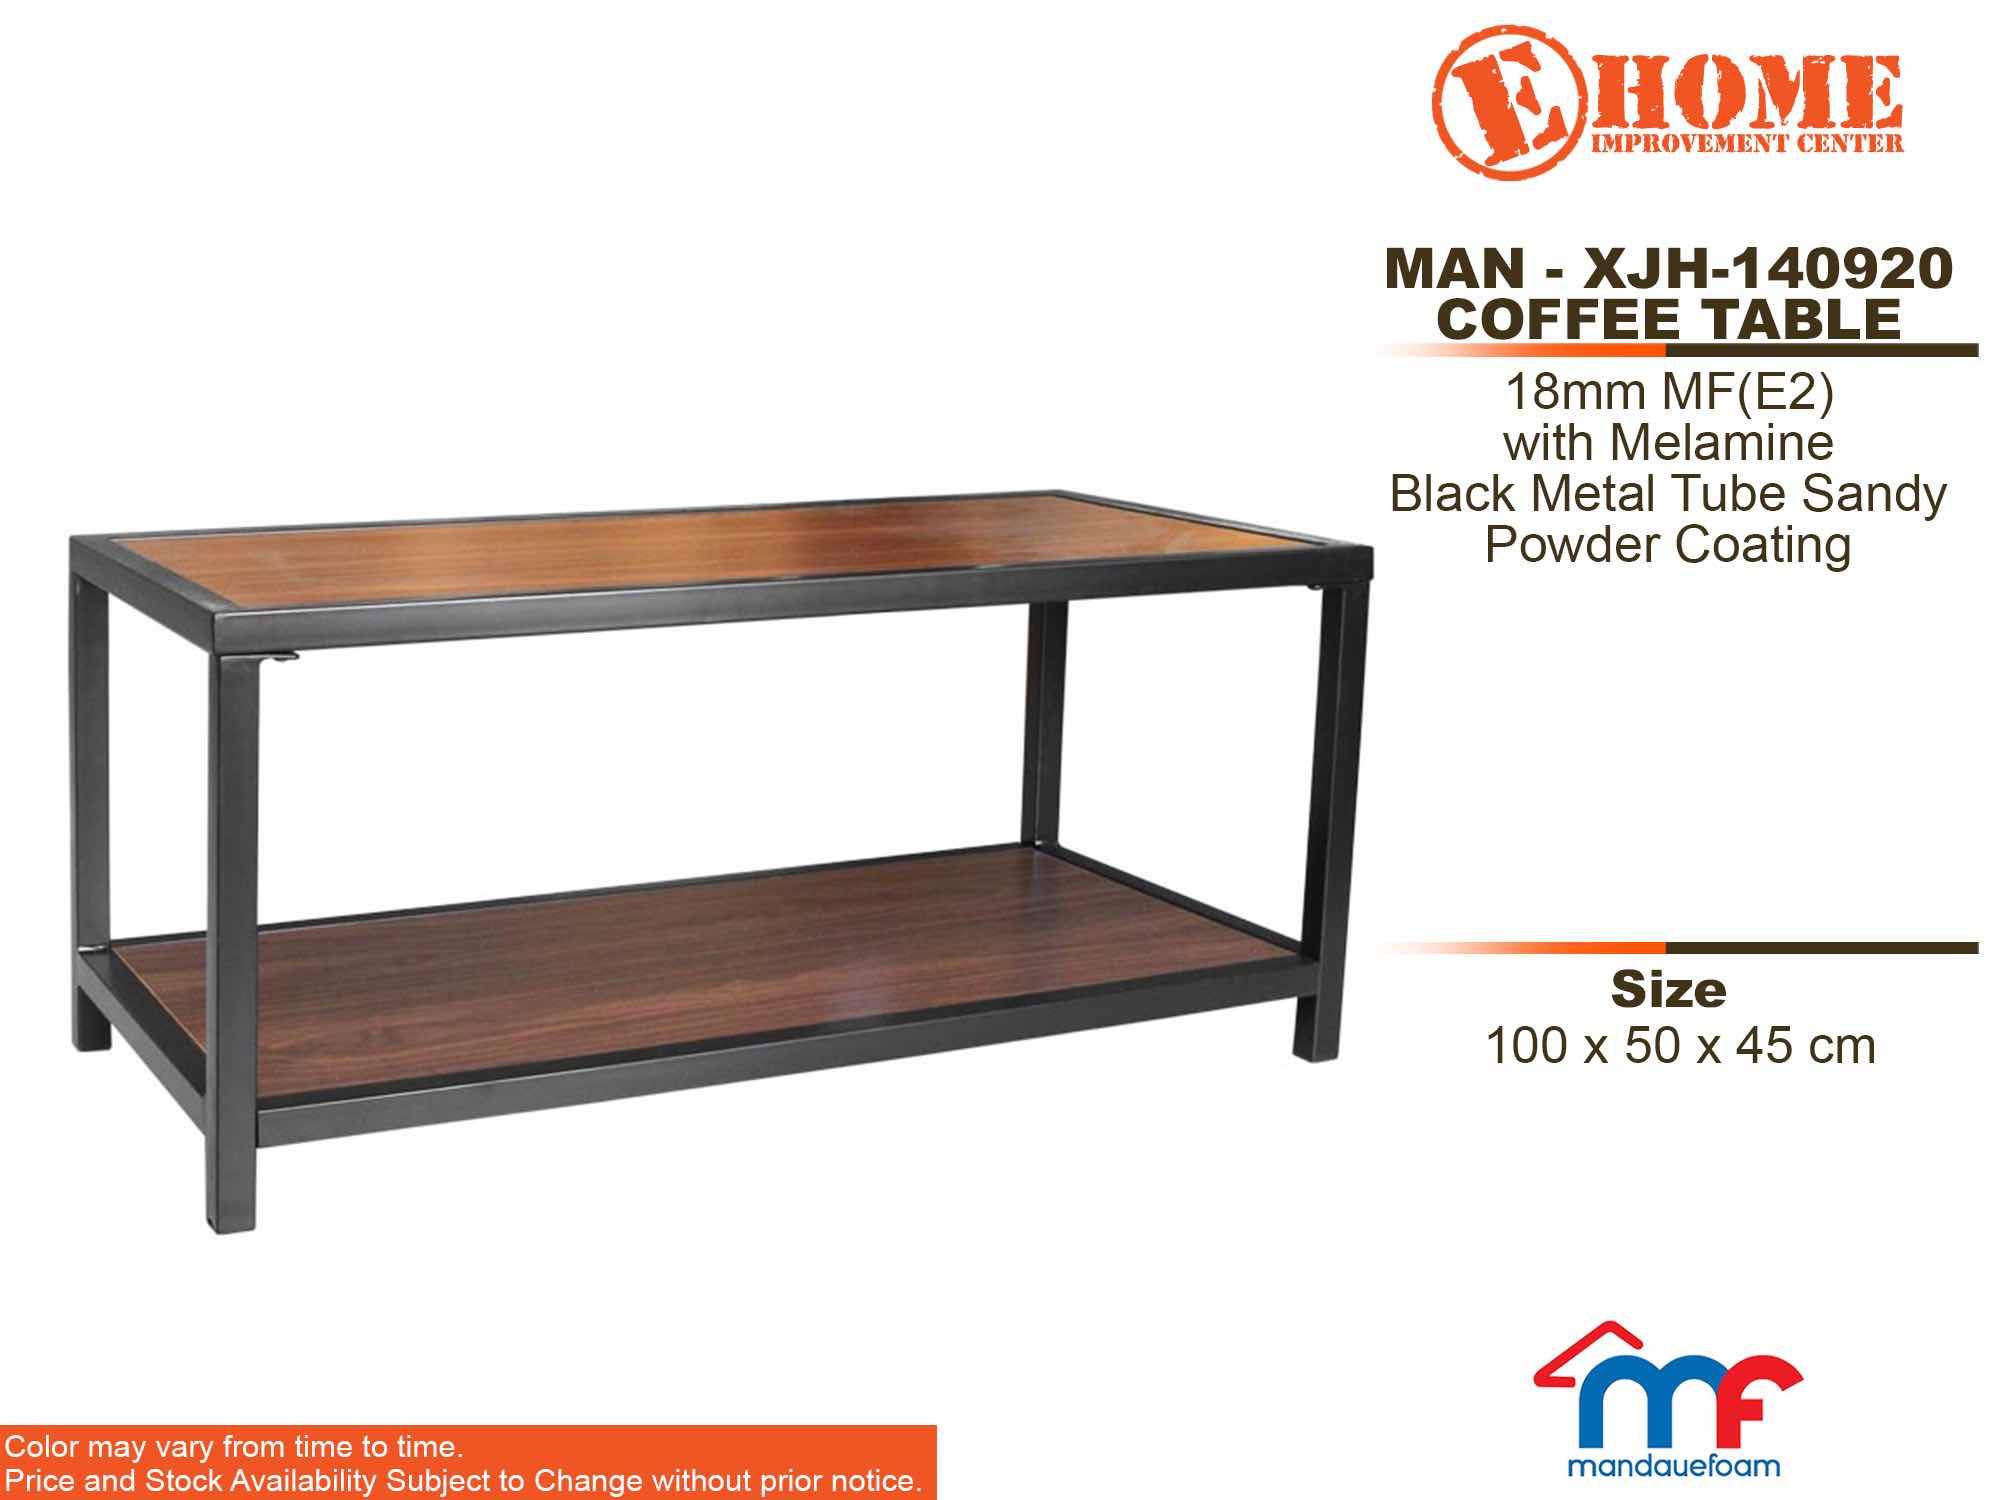 E HOME
IMPROVEMENT CENTER
MAN - XJH-140920
COFFEE TABLE
18mm MF(E2)
with Melamine
Black Metal Tube Sandy
Powder Coating
Size
100 x 50 x 45 cm
mf
mandauefoam
Color may vary from time to time.
Price and Stock Availability Subject to Change without prior notice.